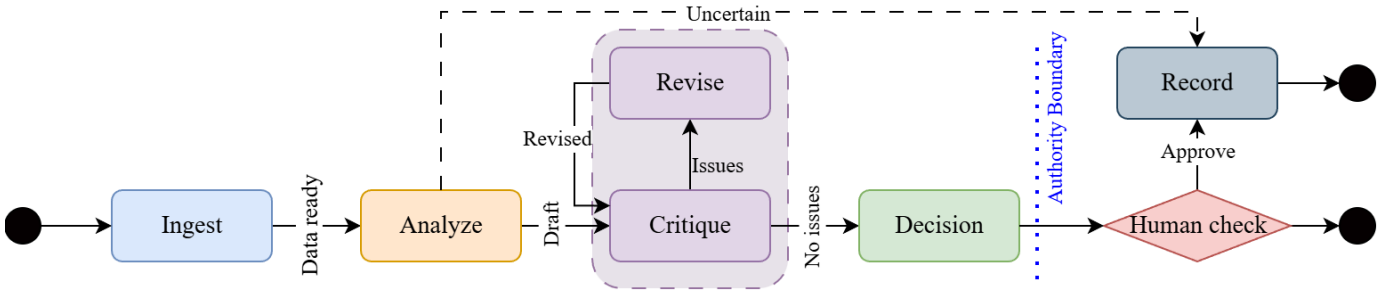 Uncertain
Revise
Record
Authority Boundary
Revised
Issues
Approve
Ingest
Data ready
Analyze
Draft
Critique
No issues
Decision
Human check